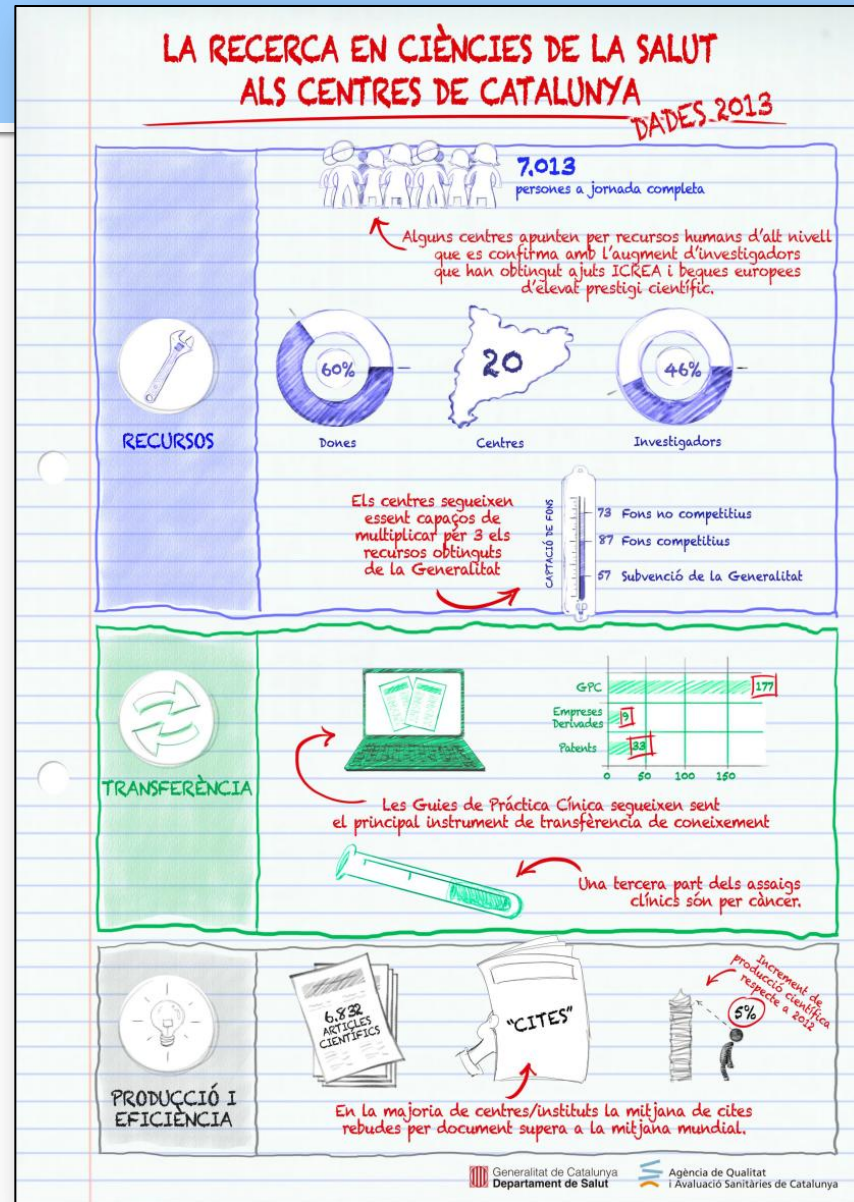 LA RECERCA EN CIÈNCIES DE LA SALUT
ALS CENTRES DE CATALUNYA
DADES 2013
7.013
persones a jornada completa
Alguns centres apunten per recursos humans d'alt nivell
que es confirma amb l'augment d'investigadors
que han obtingut ajuts ICREA i beques europees
d'elevat prestigi científic.
60%
20
46%
RECURSOS
Dones
Centres
Investigadors
Els centres segueixen
essent capaços de
multiplicar per 3 els
recursos obtinguts
de la Generalitat
CAPTACIÓ DE FONS
73 Fons no competitius
87 Fons competitius
57 Subvenció de la Generalitat
TRANSFERÈNCIA
GPC
177
Empreses
Derivades
9
Patents
33
0 50 100 150
Les Guies de Práctica Cínica segueixen sent
el principal instrument de transfèrencia de coneixement
Una tercera part dels assaigs
clínics són per càncer.
PRODUCCIÓ I
EFICIÈNCIA
6.832
ARTICLES
CIENTÍFICS
"CITES"
Increment de
producció científica
respecte a 2012
5%
En la majoria de centres/instituts la mitjana de cites
rebudes per document supera a la mitjana mundial.
Generalitat de Catalunya
Departament de Salut
Agència de Qualitat
i Avaluació Sanitàries de Catalunya